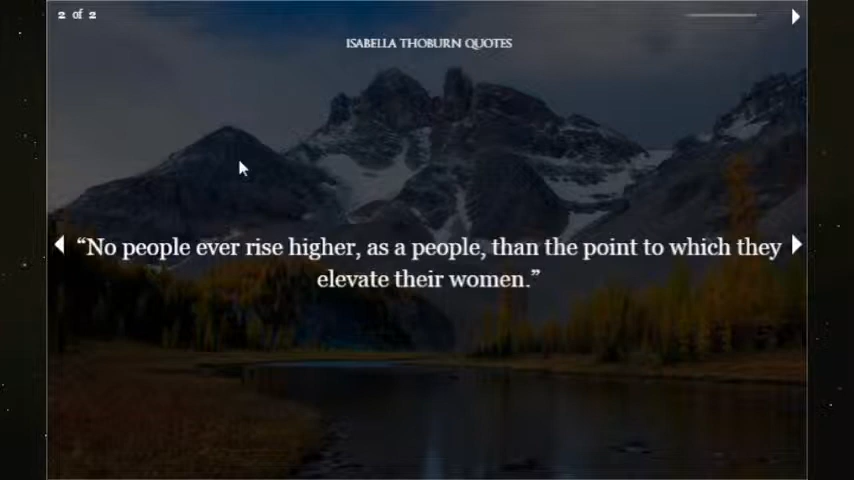 2 of 2
ISABELLA THOBURN QUOTES
“No people ever rise higher, as a people, than the point to which they
elevate their women.”